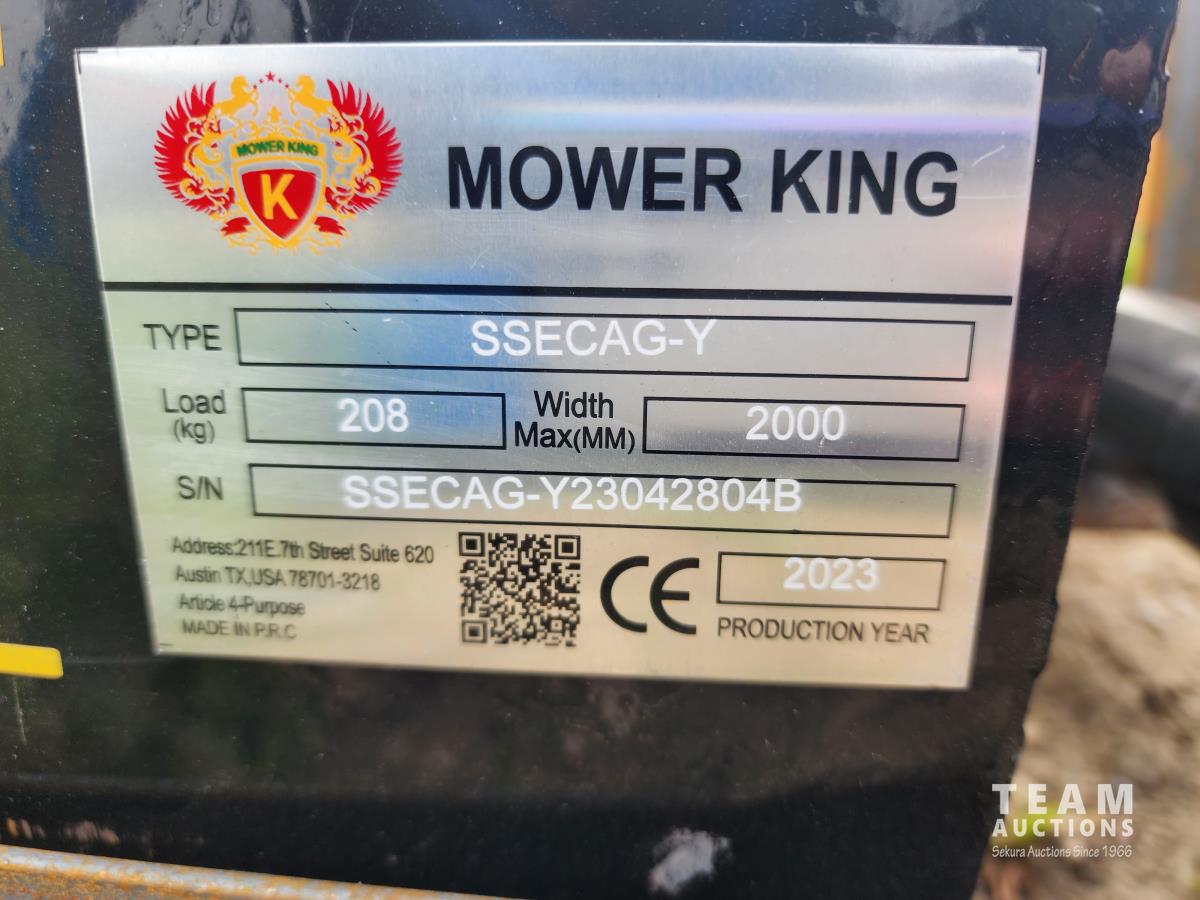 MOWER KING
K
MOWER KING
TYPE SSECAG-Y
Load (kg) 208 Width Max(MM) 2000
S/N SSECAG-Y23042804B
Address:211E.7th Street Suite 620
Austin TX,USA 78701-3218
Article 4-Purpose
MADE IN P.R.C
CE
2023
PRODUCTION YEAR
TEAM
AUCTIONS
Sekura Auctions Since 1966